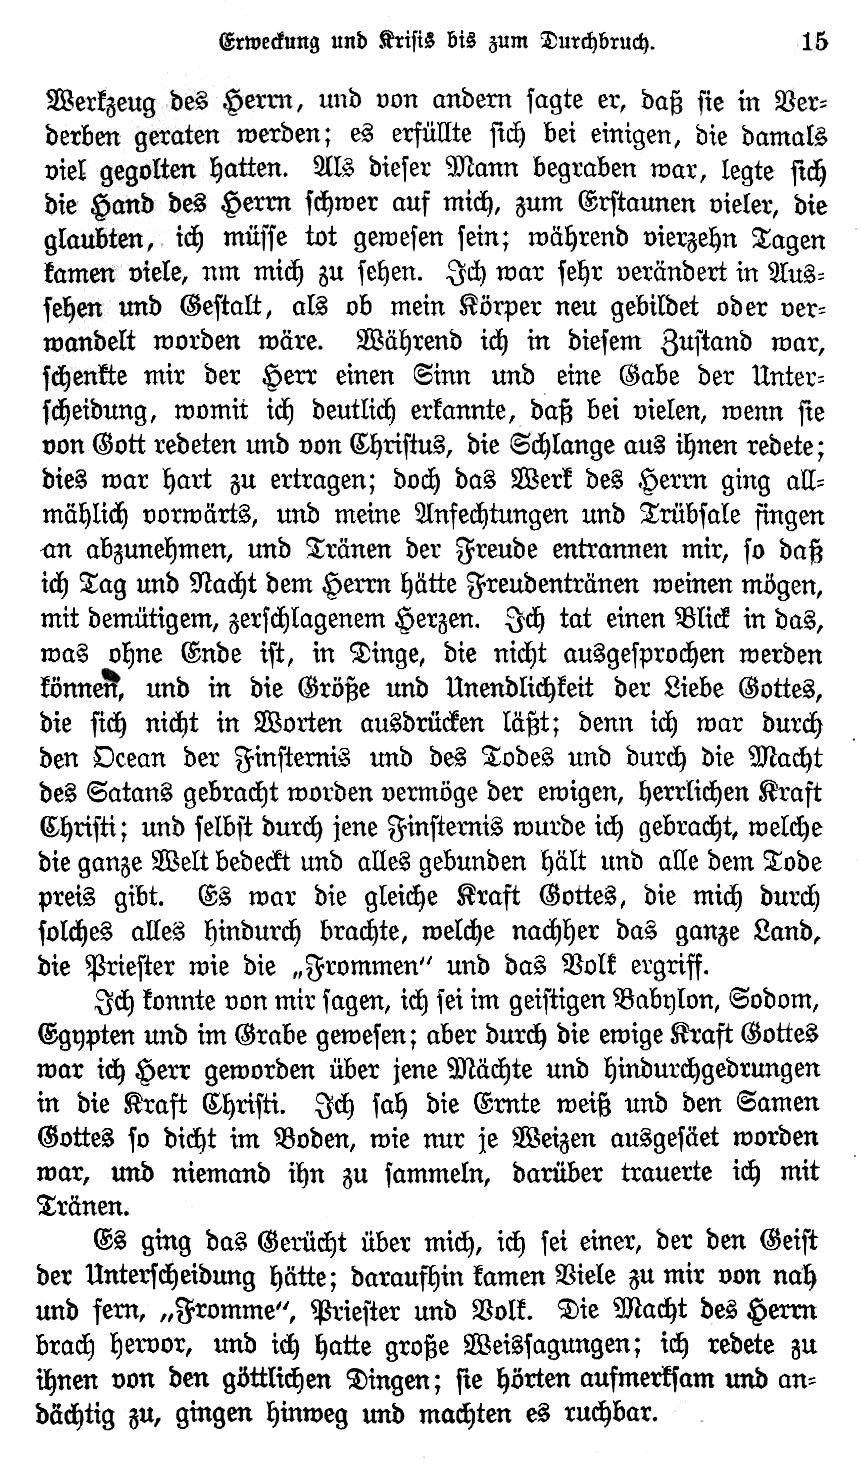 Erweckung und Krisis bis zum Durchbruch. 15
Werkzeug des Herrn, und von andern sagte er, daß sie in Ver-
derben geraten werden; es erfüllte sich bei einigen, die damals
viel gegolten hatten. Als dieser Mann begraben war, legte sich
die Hand des Herrn schwer auf mich, zum Erstaunen vieler, die
glaubten, ich müsse tot gewesen sein; während vierzehn Tagen
kamen viele, nm mich zu sehen. Ich war sehr verändert in Aus-
sehen und Gestalt, als ob mein Körper neu gebildet oder ver-
wandelt worden wäre. Während ich in diesem Zustand war,
schenkte mir der Herr einen Sinn und eine Gabe der Unter-
scheidung, womit ich deutlich erkannte, daß bei vielen, wenn sie
von Gott redeten und von Christus, die Schlange aus ihnen redete;
dies war hart zu ertragen; doch das Werk des Herrn ging all-
mählich vorwärts, und meine Anfechtungen und Trübsale fingen
an abzunehmen, und Tränen der Freude entrannen mir, so daß
ich Tag und Nacht dem Herrn hätte Freudentränen weinen mögen,
mit demütigem, zerschlagenem Herzen. Ich tat einen Blick in das,
was ohne Ende ist, in Dinge, die nicht ausgesprochen werden
können, und in die Größe und Unendlichkeit der Liebe Gottes,
die sich nicht in Worten ausdrücken läßt; denn ich war durch
den Ocean der Finsternis und des Todes und durch die Macht
des Satans gebracht worden vermöge der ewigen, herrlichen Kraft
Christi; und selbst durch jene Finsternis wurde ich gebracht, welche
die ganze Welt bedeckt und alles gebunden hält und alle dem Tode
preis gibt. Es war die gleiche Kraft Gottes, die mich durch
solches alles hindurch brachte, welche nachher das ganze Land,
die Priester wie die „Frommen“ und das Volk ergriff.
Ich konnte von mir sagen, ich sei im geistigen Babylon, Sodom,
Egypten und im Grabe gewesen; aber durch die ewige Kraft Gottes
war ich Herr geworden über jene Mächte und hindurchgedrungen
in die Kraft Christi. Ich sah die Ernte weiß und den Samen
Gottes so dicht im Boden, wie nur je Weizen ausgesäet worden
war, und niemand ihn zu sammeln, darüber trauerte ich mit
Tränen.
Es ging das Gerücht über mich, ich sei einer, der den Geist
der Unterscheidung hätte; daraufhin kamen Viele zu mir von nah
und fern, „Fromme“, Priester und Volk. Die Macht des Herrn
brach hervor, und ich hatte große Weissagungen; ich redete zu
ihnen von den göttlichen Dingen; sie hörten aufmerksam und an-
dächtig zu, gingen hinweg und machten es ruchbar.